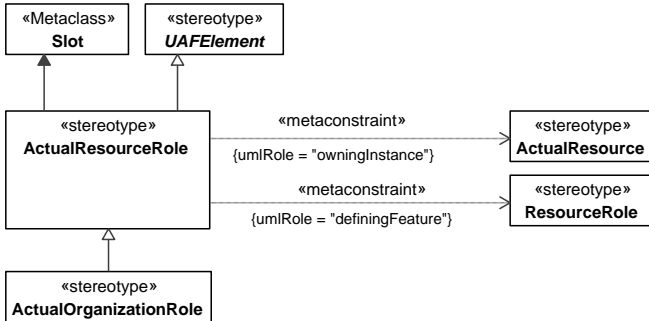 «Metaclass»
Slot
«stereotype»
UAFElement
«stereotype»
ActualResourceRole
«metaconstraint»
{umlRole = "owningInstance"}
«stereotype»
ActualResource
«metaconstraint»
{umlRole = "definingFeature"}
«stereotype»
ResourceRole
«stereotype»
ActualOrganizationRole